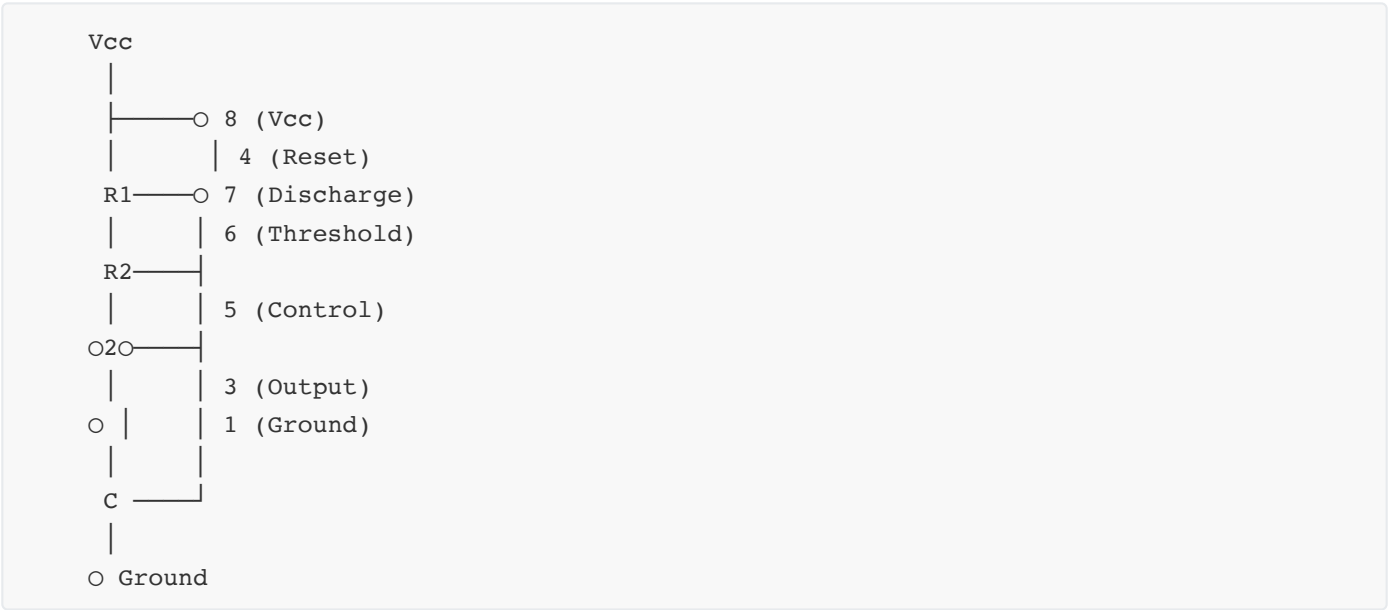 Vcc
8 (Vcc)
4 (Reset)
R1 7 (Discharge)
6 (Threshold)
R2
5 (Control)
○2○
3 (Output)
○ 1 (Ground)
C
○ Ground